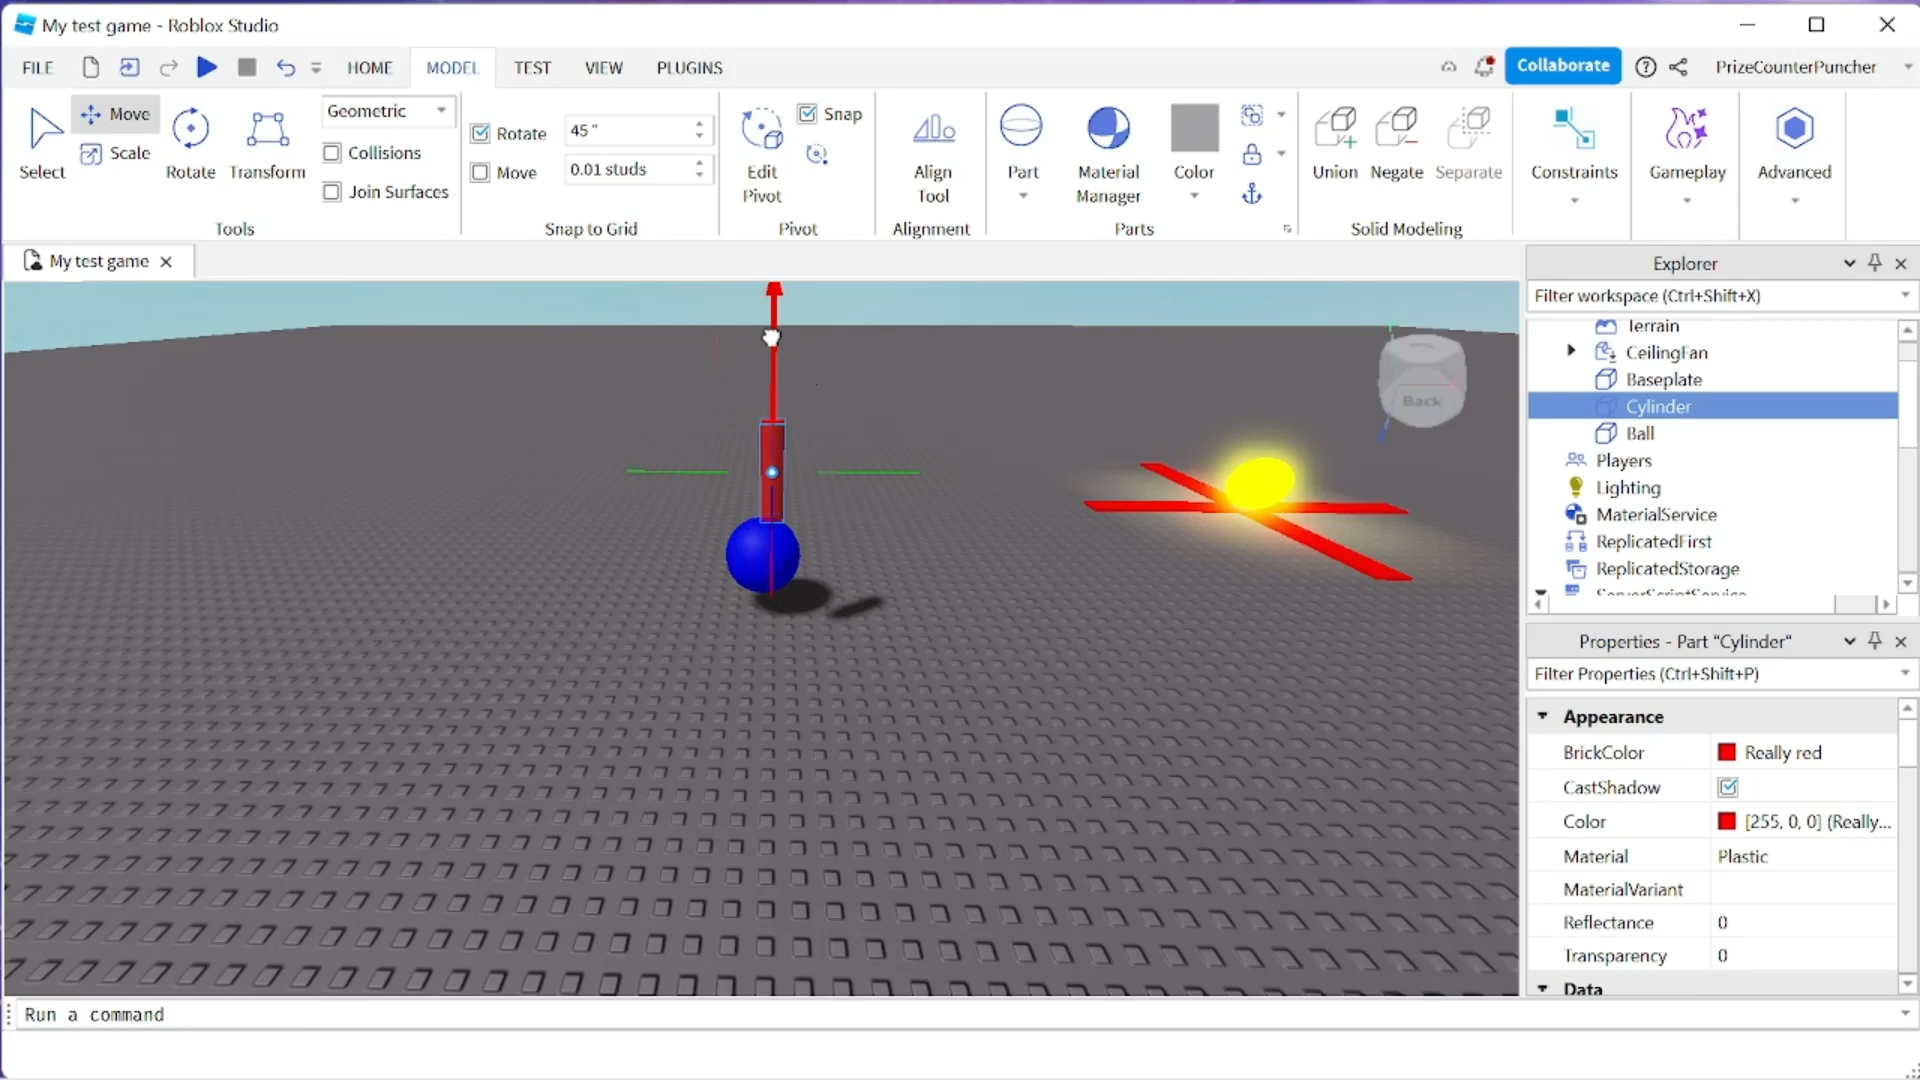 My test game - Roblox Studio
FILE HOME MODEL TEST VIEW PLUGINS Collaborate PrizeCounterPuncher
Select Move Scale Rotate Transform Geometric Collisions Join Surfaces
Tools
Rotate 45 °
Move 0.01 studs
Snap to Grid
Edit Pivot Snap
Pivot
Align Tool
Alignment
Part Material Manager Color
Parts
Union Negate Separate
Solid Modeling
Constraints
Gameplay
Advanced
My test game
Back
Explorer
Filter workspace (Ctrl+Shift+X)
Terrain
CeilingFan
Baseplate
Cylinder
Ball
Players
Lighting
MaterialService
ReplicatedFirst
ReplicatedStorage
ServerScriptService
Properties - Part "Cylinder"
Filter Properties (Ctrl+Shift+P)
Appearance
BrickColor Really red
CastShadow
Color [255, 0, 0] (Really...
Material Plastic
MaterialVariant
Reflectance 0
Transparency 0
Data
Run a command